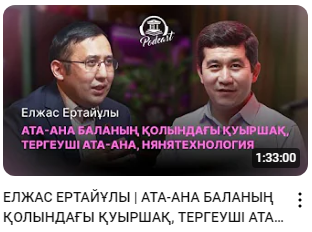 Podcast
Елжас Ертайұлы
АТА-АНА БАЛАНЫҢ ҚОЛЫНДАҒЫ ҚУЫРШАҚ,
ТЕРГЕУШІ АТА-АНА, НЯНЯТЕХНОЛОГИЯ
1:33:00
ЕЛЖАС ЕРТАЙҰЛЫ | АТА-АНА БАЛАНЫҢ
ҚОЛЫНДАҒЫ ҚУЫРШАҚ, ТЕРГЕУШІ АТА...